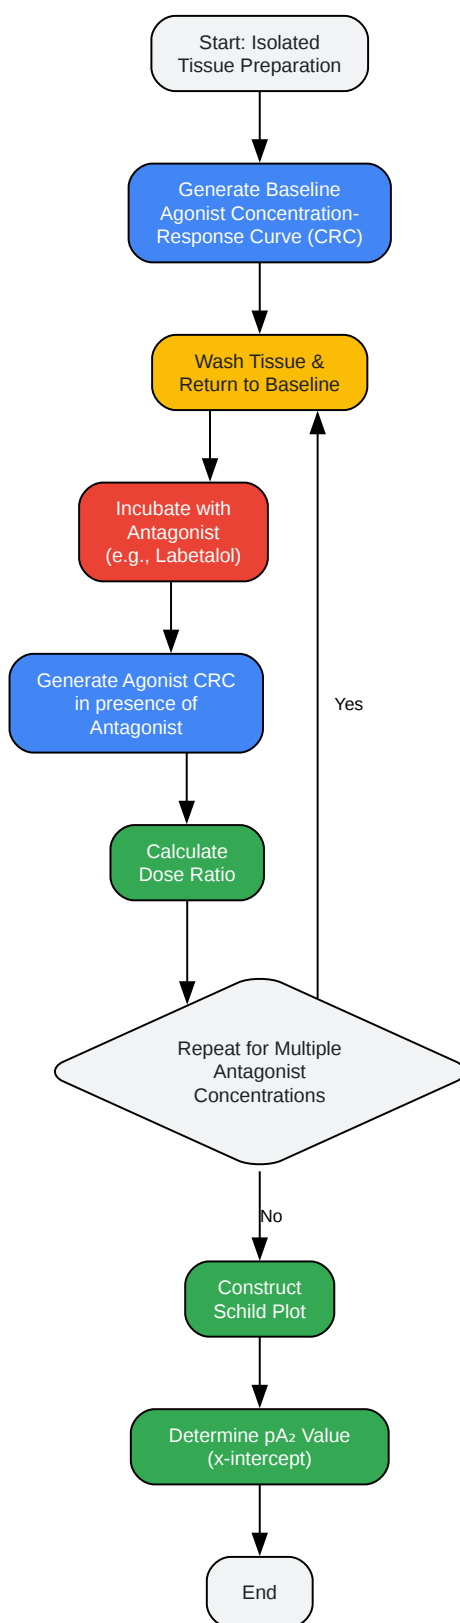 Start: Isolated
Tissue Preparation
Generate Baseline
Agonist Concentration-
Response Curve (CRC)
Wash Tissue &
Return to Baseline
Incubate with
Antagonist
(e.g., Labetalol)
Generate Agonist CRC
in presence of
Antagonist
Yes
Calculate
Dose Ratio
Repeat for Multiple
Antagonist
Concentrations
No
Construct
Schild Plot
Determine pA₂ Value
(x-intercept)
End